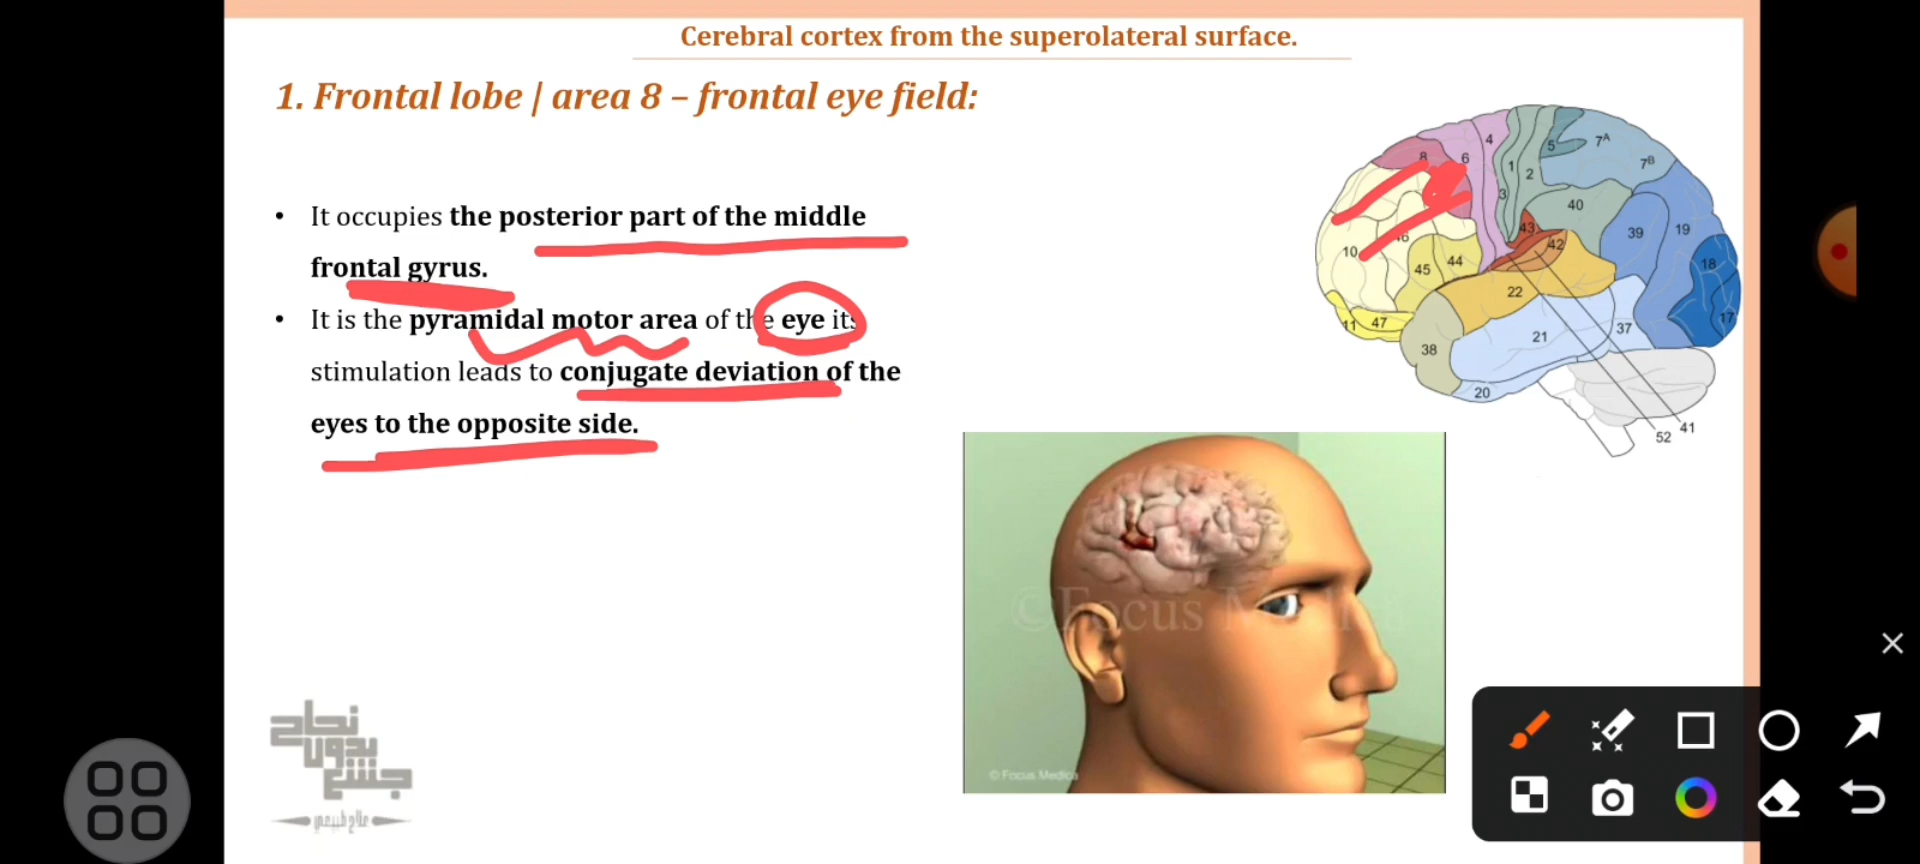 Cerebral cortex from the superolateral surface.
1. Frontal lobe | area 8 – frontal eye field:
• It occupies the posterior part of the middle
frontal gyrus.
• It is the pyramidal motor area of the eye its
stimulation leads to conjugate deviation of the
eyes to the opposite side.
4
8
6
5
7A
7B
1
2
3
40
43
42
39
19
10
46
45
44
18
22
17
11
47
21
37
38
20
41
52
©Focus Medica
© Focus Medica
نجاح
بدون
جشع
علاج طبيعي